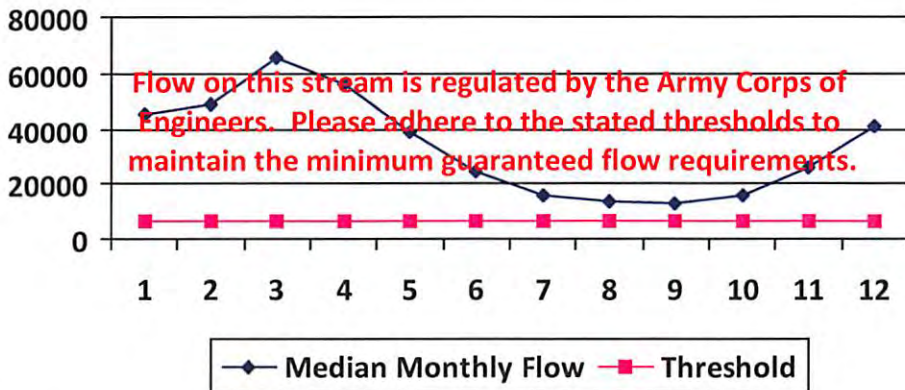 80000
60000
40000
20000
0
Flow on this stream is regulated by the Army Corps of
Engineers. Please adhere to the stated thresholds to
maintain the minimum guaranteed flow requirements.
1 2 3 4 5 6 7 8 9 10 11 12
Median Monthly Flow Threshold